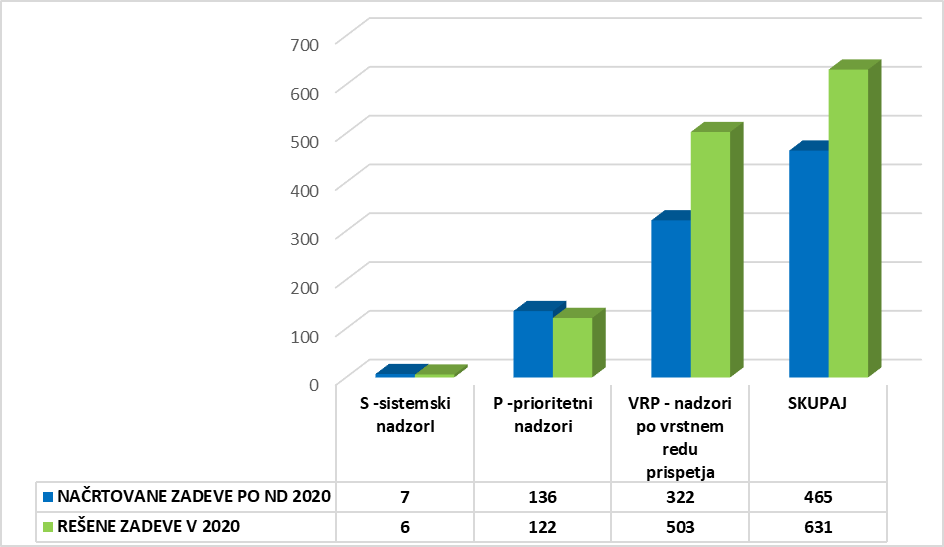 700
600
500
400
300
200
100
0
S -sistemski
nadzorI
P -prioritetni
nadzori
VRP - nadzori
po vrstnem
redu
prispetja
SKUPAJ
NAČRTOVANE ZADEVE PO ND 2020 7 136 322 465
REŠENE ZADEVE V 2020 6 122 503 631